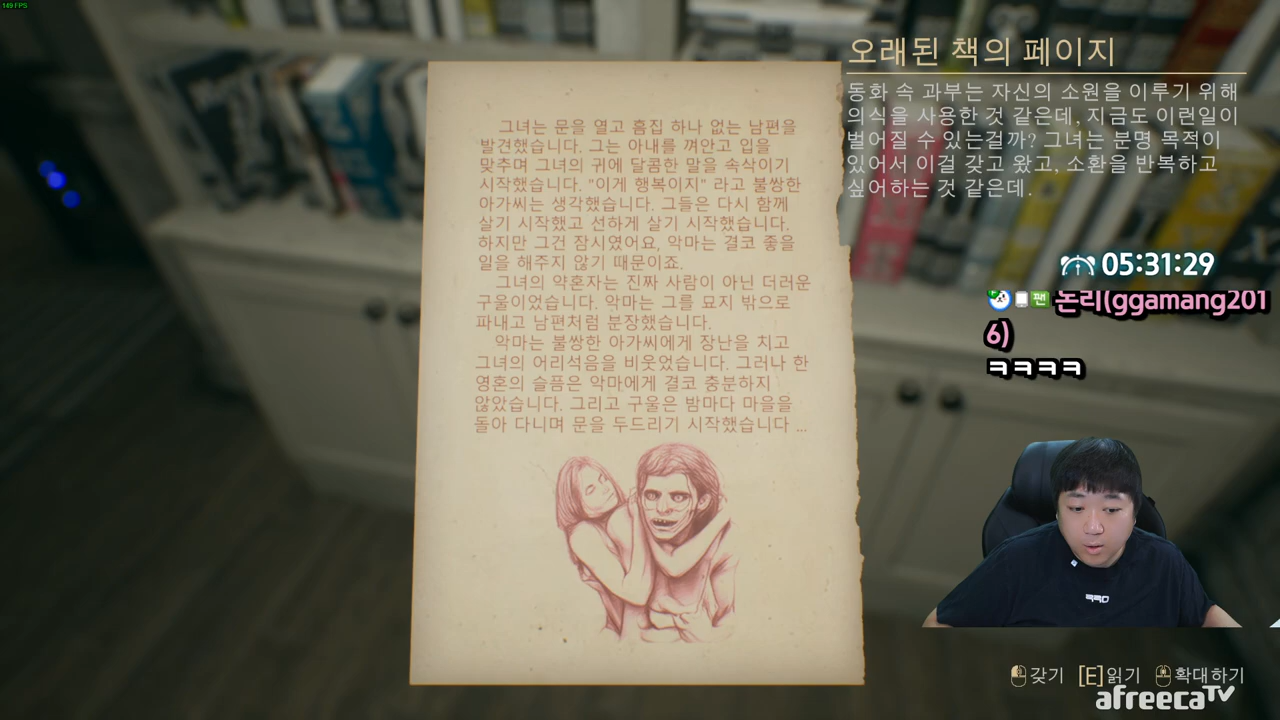 149 FPS
오래된 책의 페이지
동화 속 과부는 자신의 소원을 이루기 위해
의식을 사용한 것 같은데, 지금도 이런일이
벌어질 수 있는걸까? 그녀는 분명 목적이
있어서 이걸 갖고 왔고, 소환을 반복하고
싶어하는 것 같은데.
그녀는 문을 열고 흠집 하나 없는 남편을
발견했습니다. 그는 아내를 껴안고 입을
맞추며 그녀의 귀에 달콤한 말을 속삭이기
시작했습니다. "이게 행복이지" 라고 불쌍한
아가씨는 생각했습니다. 그들은 다시 함께
살기 시작했고 선하게 살기 시작했습니다.
하지만 그건 잠시였어요, 악마는 결코 좋을
일을 해주지 않기 때문이죠.
그녀의 약혼자는 진짜 사람이 아닌 더러운
구울이었습니다. 악마는 그를 묘지 밖으로
파내고 남편처럼 분장했습니다.
악마는 불쌍한 아가씨에게 장난을 치고
그녀의 어리석음을 비웃었습니다. 그러나 한
영혼의 슬픔은 악마에게 결코 충분하지
않았습니다. 그리고 구울은 밤마다 마을을
돌아 다니며 문을 두드리기 시작했습니다 ...
05:31:29
팬 논리(ggamang201
6)
ㅋㅋㅋㅋ
갖기 [E]읽기 확대하기
afreecaTV